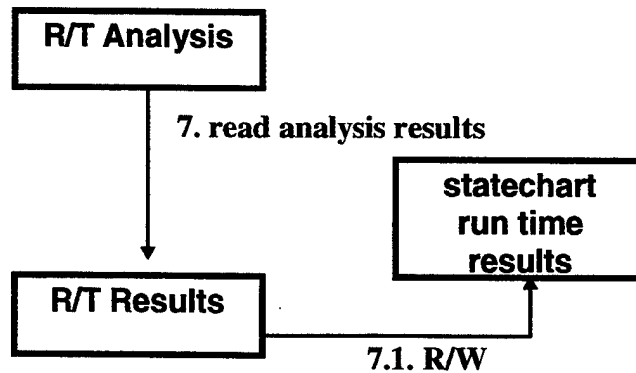 R/T Analysis
7. read analysis results
statechart
run time
results
R/T Results
7.1. R/W